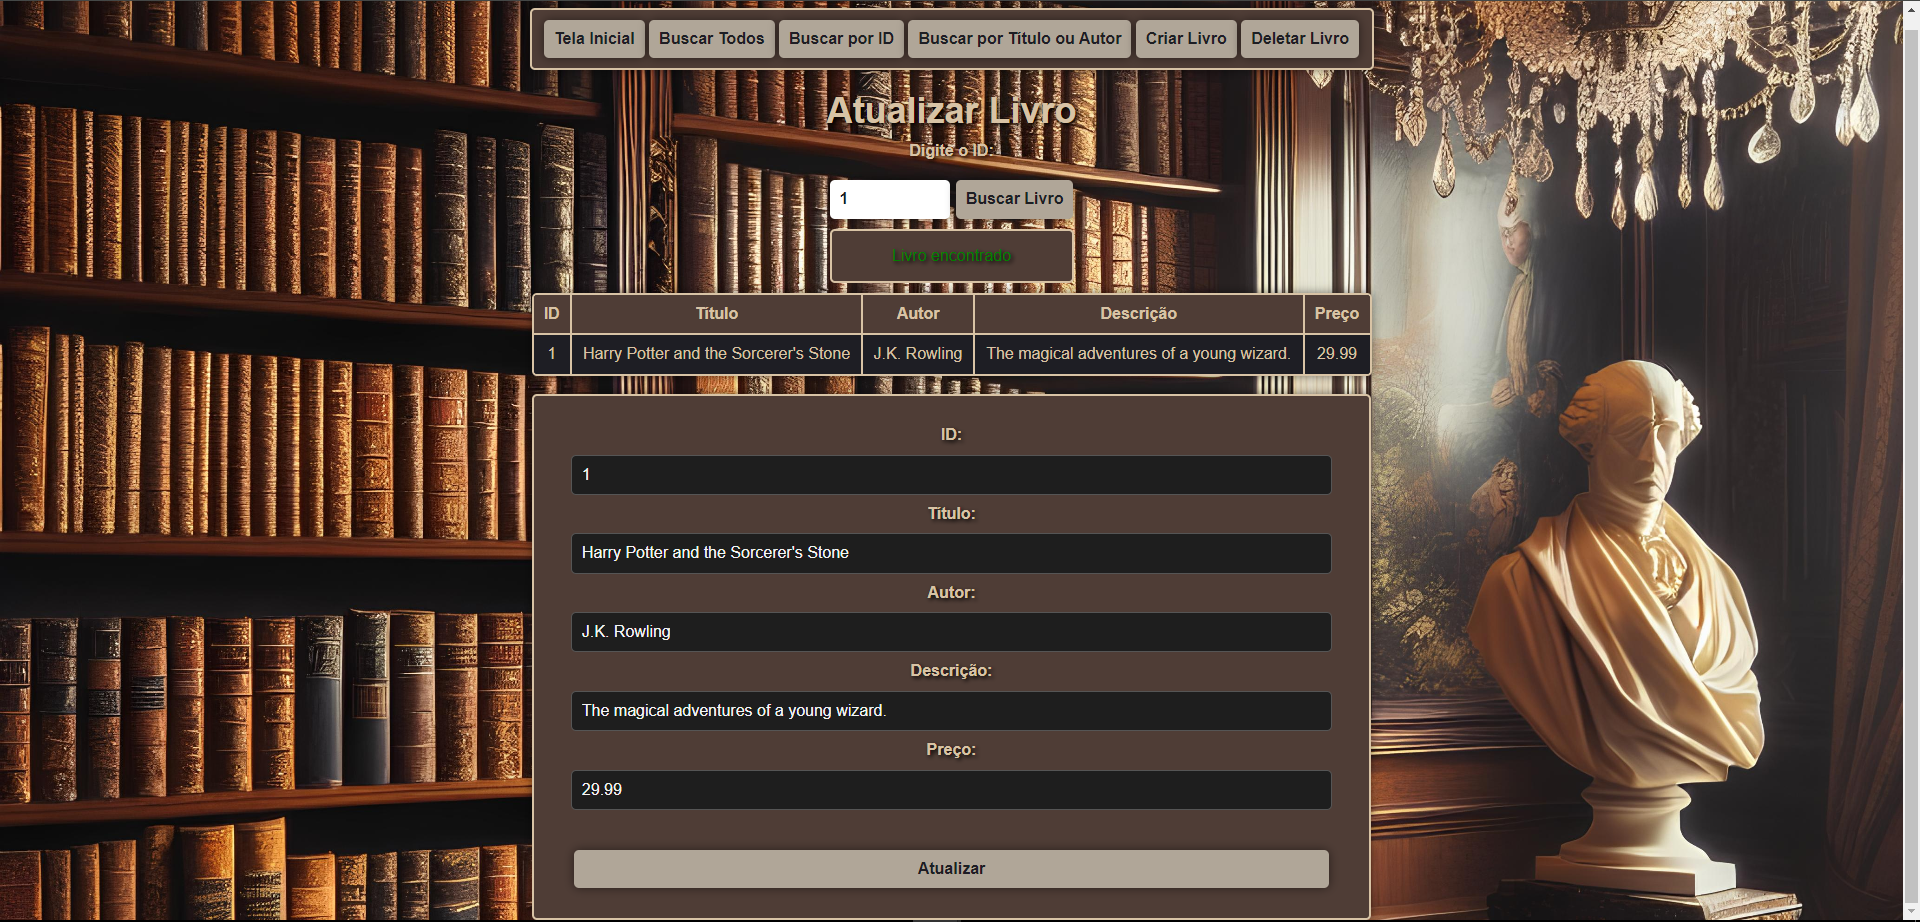 Tela Inicial Buscar Todos Buscar por ID Buscar por Título ou Autor Criar Livro Deletar Livro
Atualizar Livro
Digite o ID:
1 Buscar Livro
Livro encontrado
ID Título Autor Descrição Preço
1 Harry Potter and the Sorcerer's Stone J.K. Rowling The magical adventures of a young wizard. 29.99
ID:
1
Título:
Harry Potter and the Sorcerer's Stone
Autor:
J.K. Rowling
Descrição:
The magical adventures of a young wizard.
Preço:
29.99
Atualizar